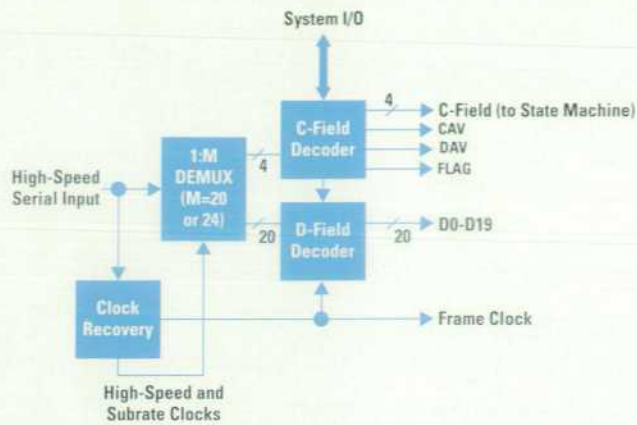 System I/O
4
C-Field (to State Machine)
C-Field
Decoder
CAV
DAV
FLAG
1:M
DEMUX
(M=20
or 24)
4
High-Speed
Serial Input
20
D-Field
Decoder
20
D0-D19
Clock
Recovery
Frame Clock
High-Speed and
Subrate Clocks